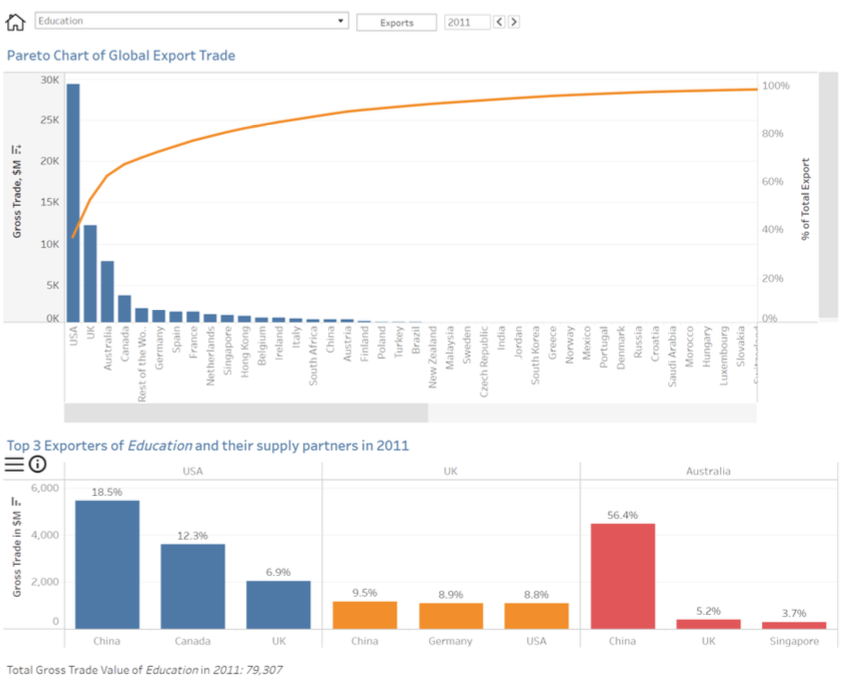 Education Exports 2011
Pareto Chart of Global Export Trade
30K
25K
20K
15K
10K
5K
0K
Gross Trade, $M
100%
80%
60%
40%
20%
0%
% of Total Export
USA
UK
Australia
Canada
Rest of the Wo..
Germany
Spain
France
Netherlands
Singapore
Hong Kong
Belgium
Ireland
Italy
South Africa
China
Austria
Finland
Poland
Turkey
Brazil
New Zealand
Malaysia
Sweden
Czech Republic
India
Jordan
South Korea
Greece
Norway
Mexico
Portugal
Denmark
Russia
Croatia
Saudi Arabia
Morocco
Hungary
Luxembourg
Slovakia
Top 3 Exporters of Education and their supply partners in 2011
USA UK Australia
Gross Trade in $M
6,000
4,000
2,000
0
18.5% 12.3% 6.9% 9.5% 8.9% 8.8% 56.4% 5.2% 3.7%
China Canada UK China Germany USA China UK Singapore
Total Gross Trade Value of Education in 2011: 79,307